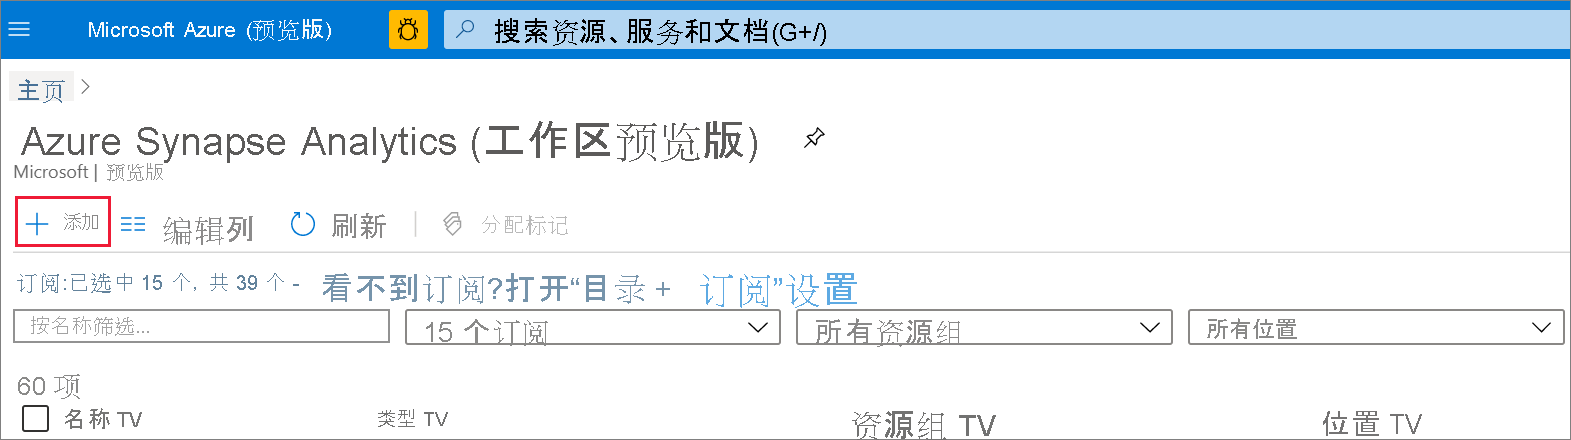 Microsoft Azure (预览版) 搜索资源、服务和文档(G+/)
主页
Azure Synapse Analytics (工作区预览版)
Microsoft | 预览版
添加 编辑列 刷新 分配标记
订阅:已选中 15 个, 共 39 个 - 看不到订阅?打开“目录 + 订阅”设置
按名称筛选... 15 个订阅 所有资源组 所有位置
60 项
名称 TV 类型 TV 资源组 TV 位置 TV